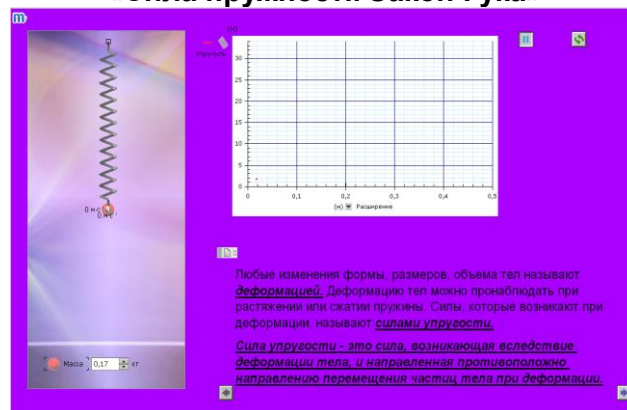 «Сила пружности Закон Гука»
m
(Н)
Упругость
30
25
20
15
10
5
0
0 0,1 0,2 0,3 0,4 0,5
(м) Расширение
0 м·с⁻¹
Масса 0,17 кг
Любые изменения формы, размеров, объема тел называют
деформацией. Деформацию тел можно пронаблюдать при
растяжении или сжатии пружины. Силы, которые возникают при
деформации, называют силами упругости.
Сила упругости - это сила, возникающая вследствие
деформации тела, и направленная противоположно
направлению перемещения частиц тела при деформации.